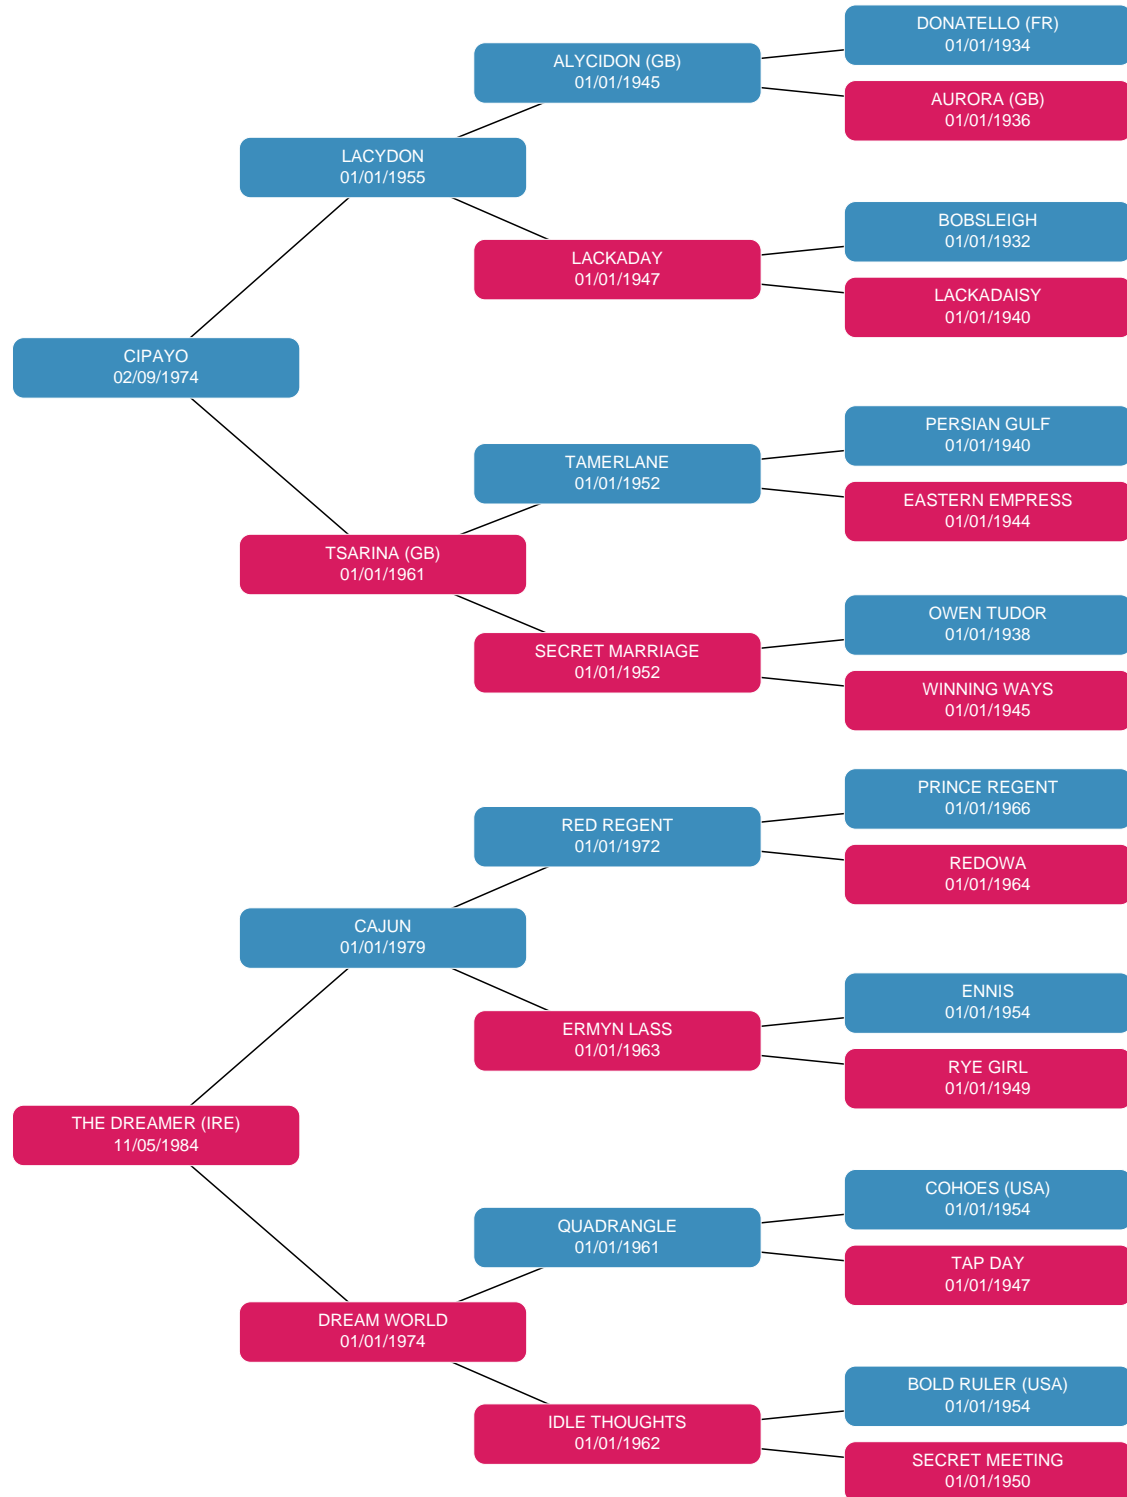 DONATELLO (FR)
01/01/1934
ALYCIDON (GB)
01/01/1945
AURORA (GB)
01/01/1936
LACYDON
01/01/1955
BOBSLEIGH
01/01/1932
LACKADAY
01/01/1947
LACKADAISY
01/01/1940
CIPAYO
02/09/1974
PERSIAN GULF
01/01/1940
TAMERLANE
01/01/1952
EASTERN EMPRESS
01/01/1944
TSARINA (GB)
01/01/1961
OWEN TUDOR
01/01/1938
SECRET MARRIAGE
01/01/1952
WINNING WAYS
01/01/1945
PRINCE REGENT
01/01/1966
RED REGENT
01/01/1972
REDOWA
01/01/1964
CAJUN
01/01/1979
ENNIS
01/01/1954
ERMYN LASS
01/01/1963
RYE GIRL
01/01/1949
THE DREAMER (IRE)
11/05/1984
COHOES (USA)
01/01/1954
QUADRANGLE
01/01/1961
TAP DAY
01/01/1947
DREAM WORLD
01/01/1974
BOLD RULER (USA)
01/01/1954
IDLE THOUGHTS
01/01/1962
SECRET MEETING
01/01/1950